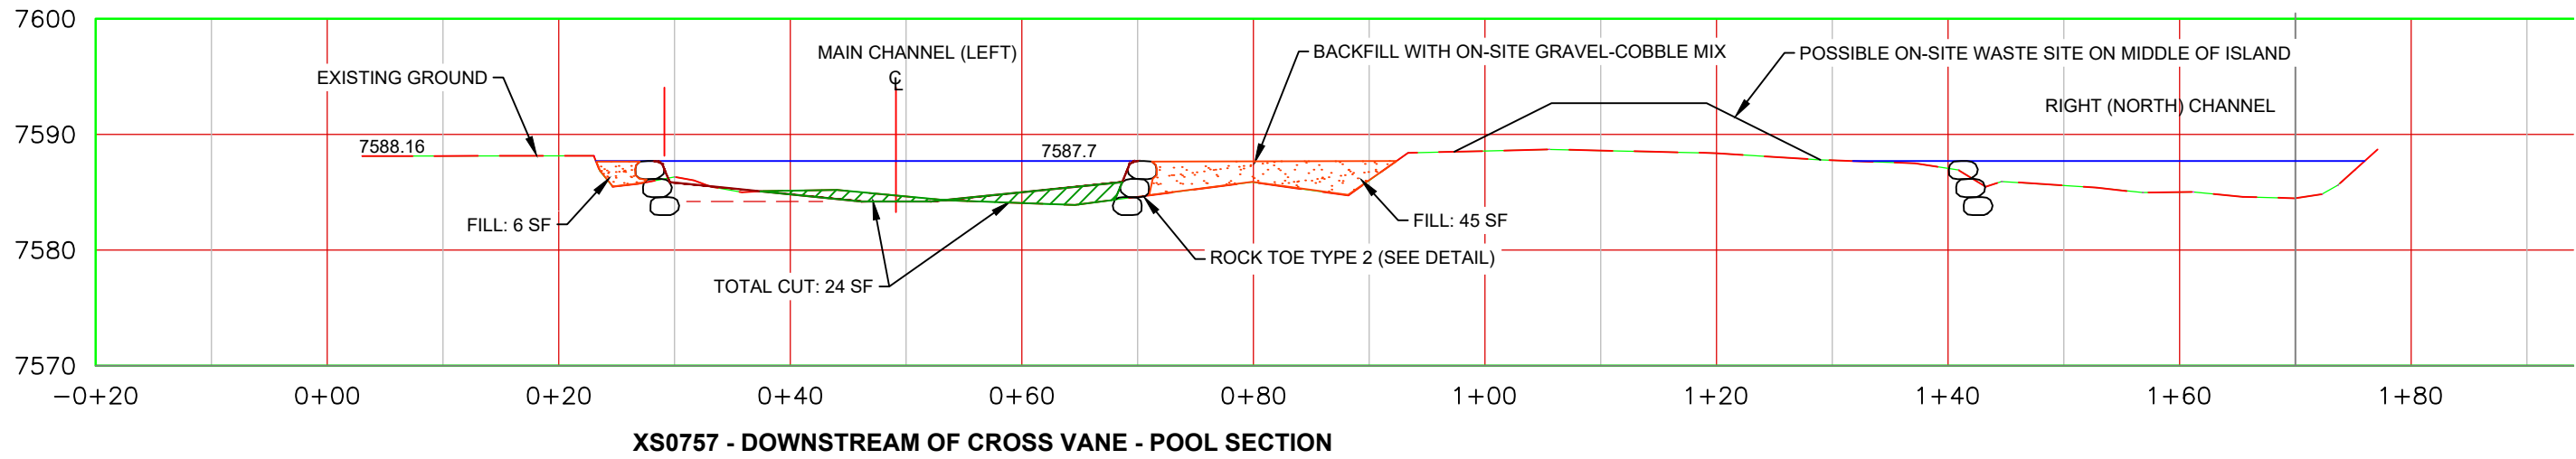 7600
7590
7580
7570
MAIN CHANNEL (LEFT)
CL
EXISTING GROUND
BACKFILL WITH ON-SITE GRAVEL-COBBLE MIX
POSSIBLE ON-SITE WASTE SITE ON MIDDLE OF ISLAND
RIGHT (NORTH) CHANNEL
7588.16
7587.7
FILL: 6 SF
FILL: 45 SF
ROCK TOE TYPE 2 (SEE DETAIL)
TOTAL CUT: 24 SF
-0+20 0+00 0+20 0+40 0+60 0+80 1+00 1+20 1+40 1+60 1+80
XS0757 - DOWNSTREAM OF CROSS VANE - POOL SECTION